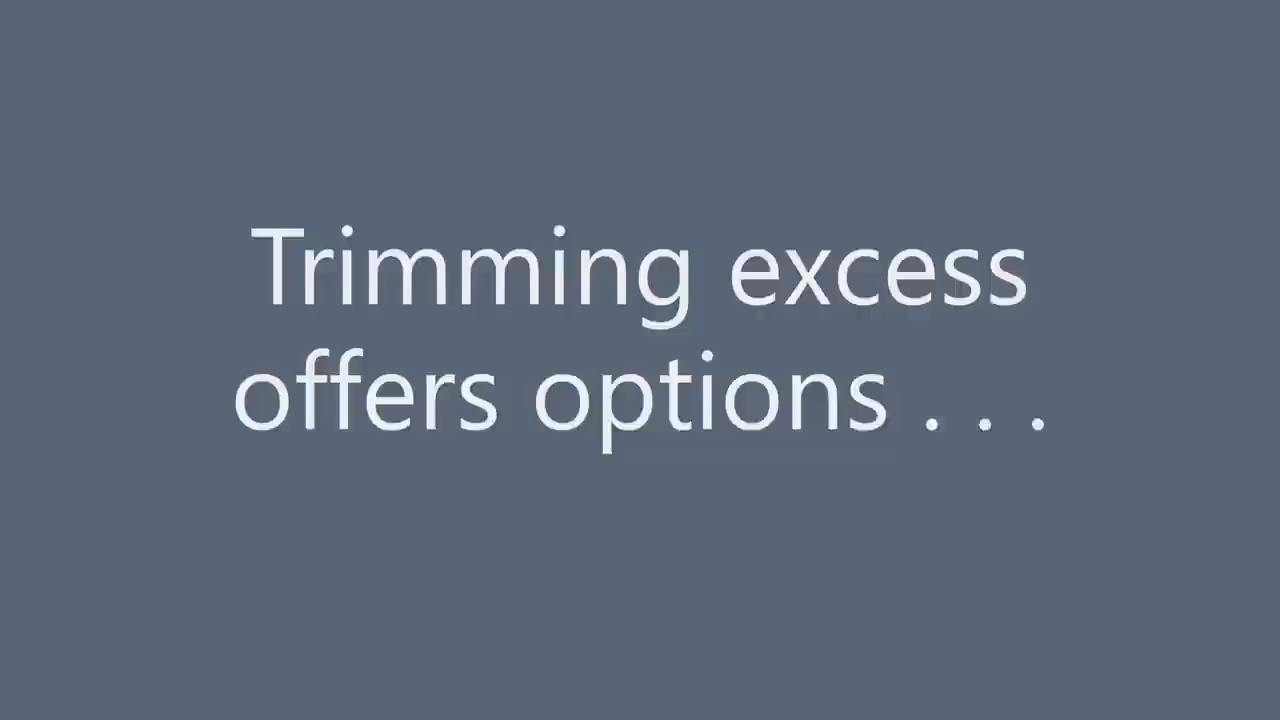 Trimming excess
offers options . . .